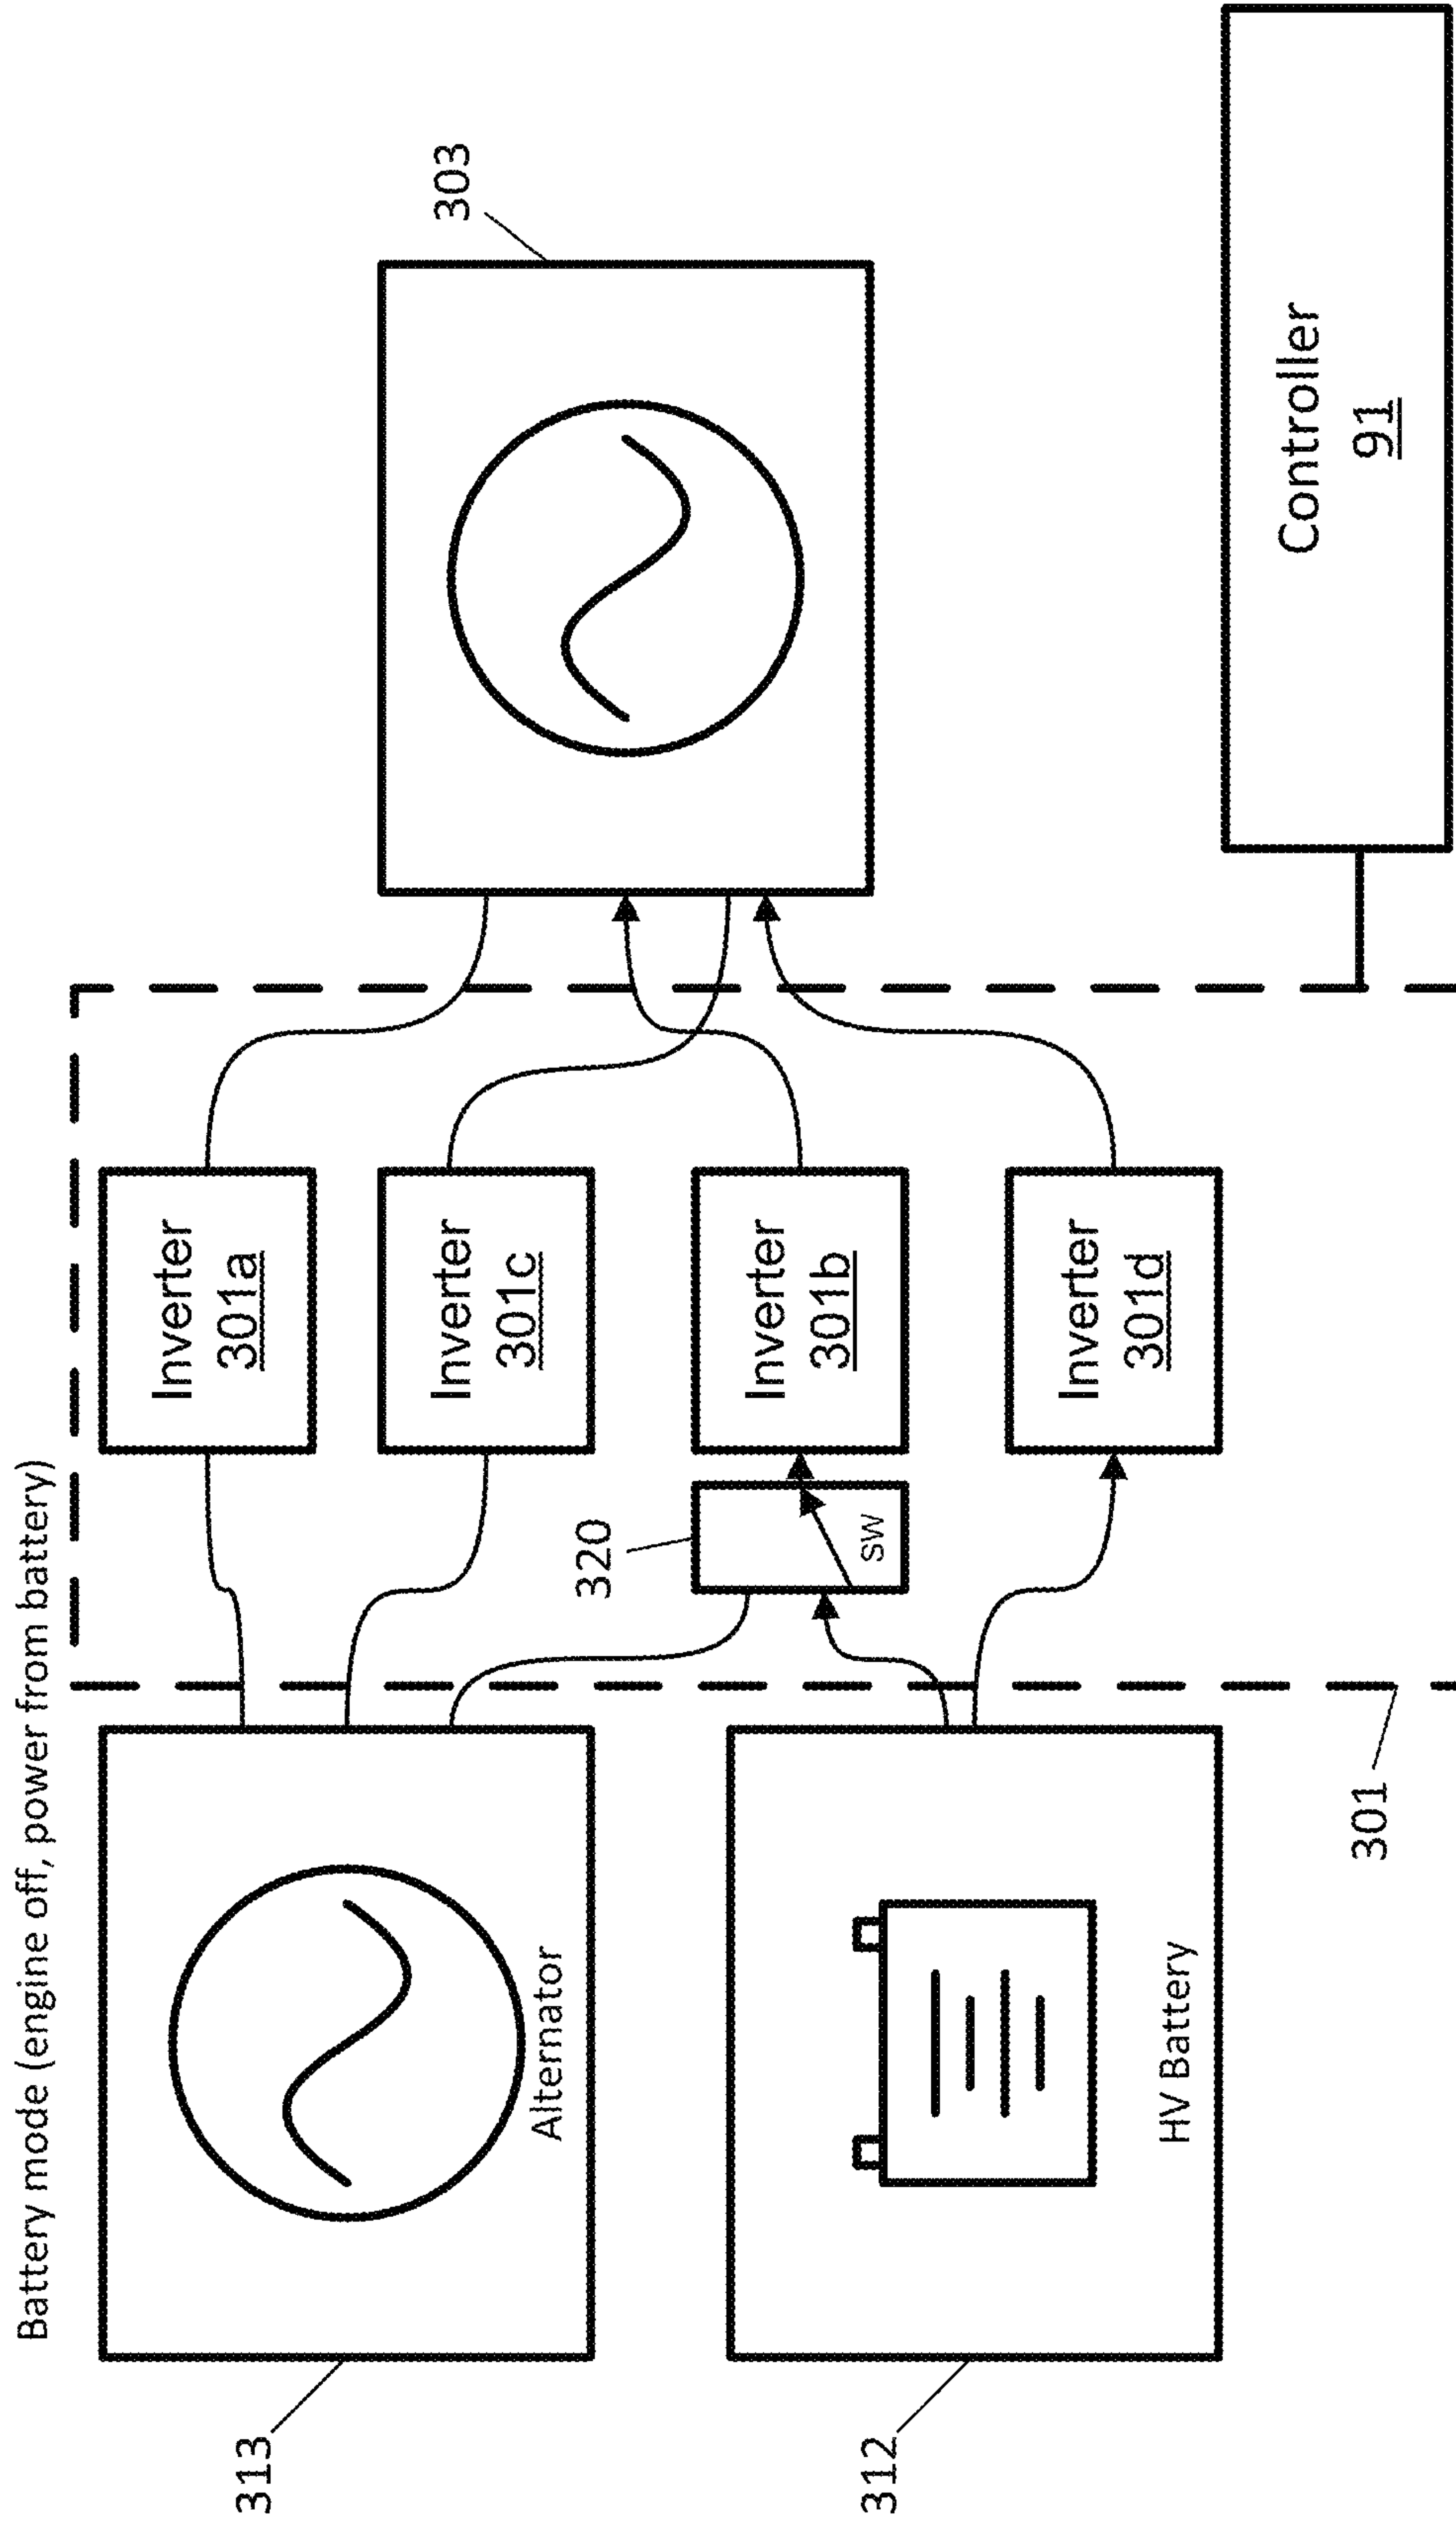 Battery mode (engine off, power from battery)
313
Alternator
312
HV Battery
301
320
SW
Inverter
301a
Inverter
301c
Inverter
301b
Inverter
301d
303
Controller
91